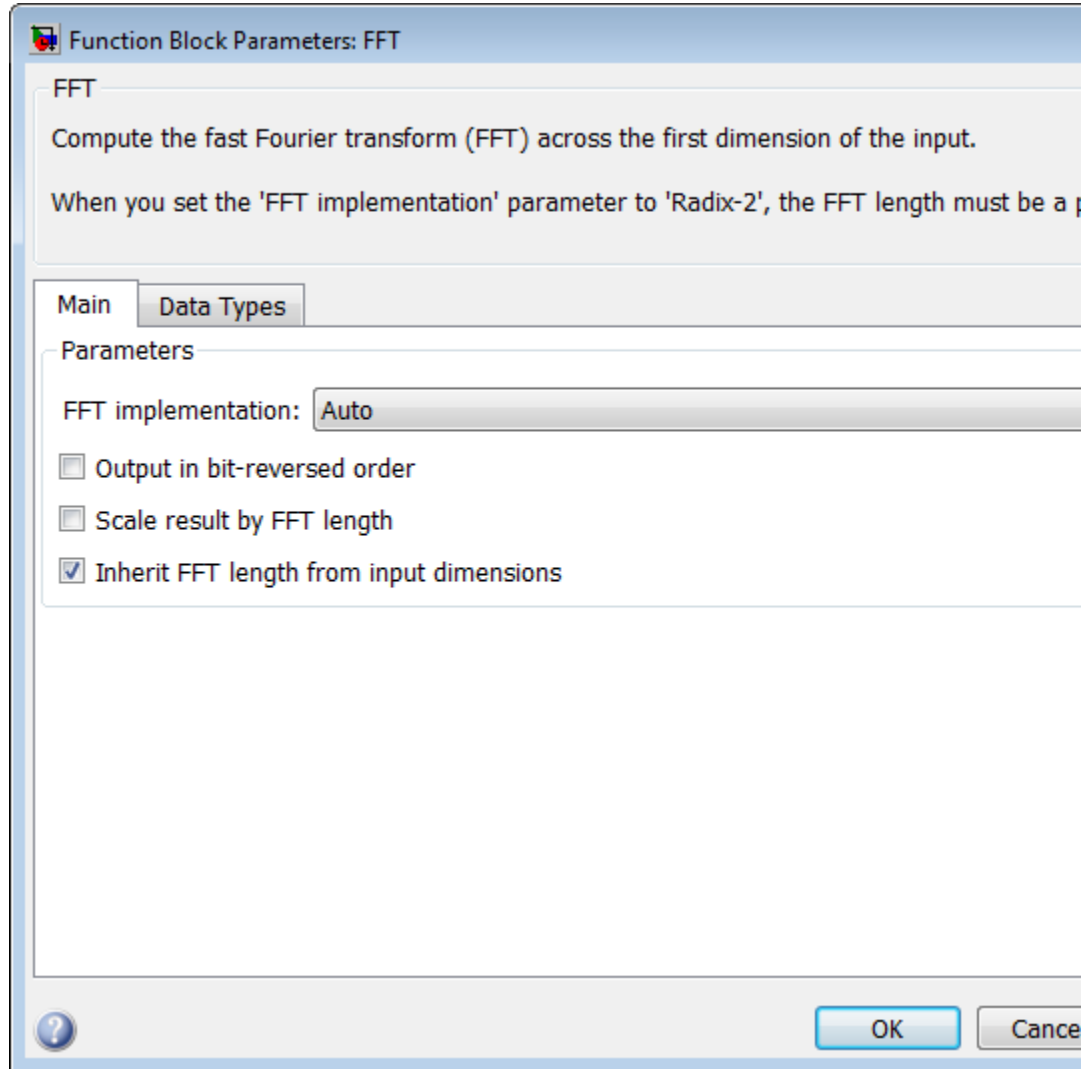 Function Block Parameters: FFT
FFT
Compute the fast Fourier transform (FFT) across the first dimension of the input.
When you set the 'FFT implementation' parameter to 'Radix-2', the FFT length must be a
Main
Data Types
Parameters
FFT implementation: Auto
Output in bit-reversed order
Scale result by FFT length
Inherit FFT length from input dimensions
?
OK
Cance